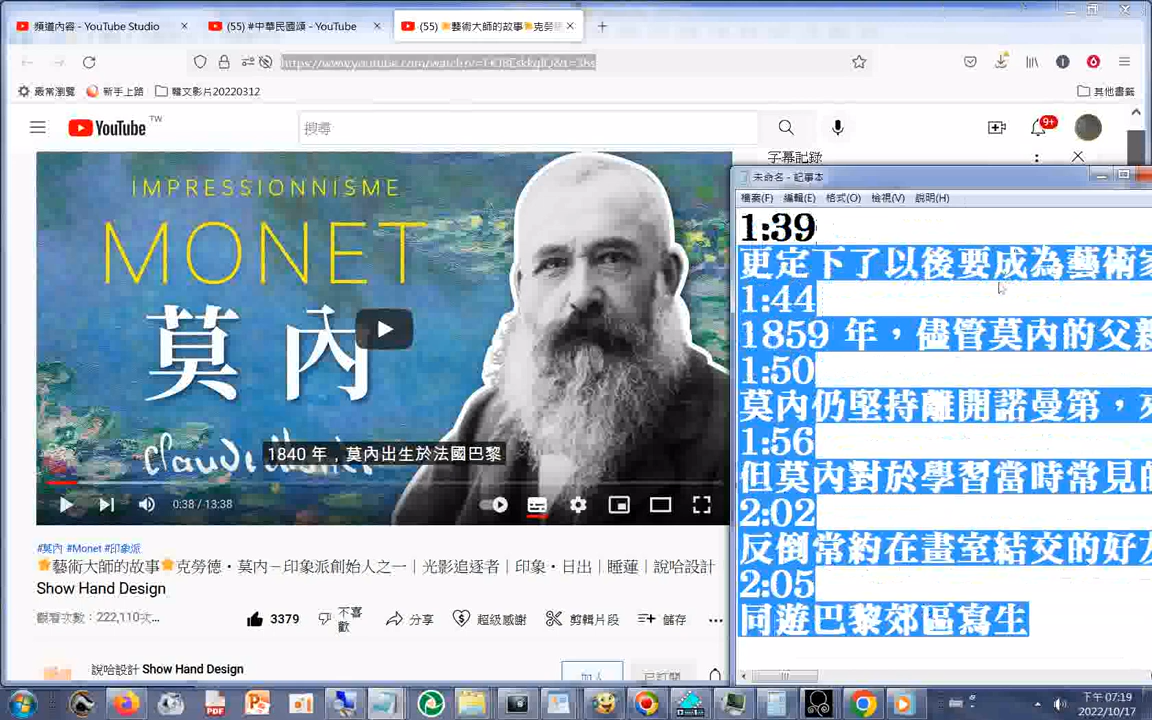 頻道內容 - YouTube Studio
(55) #中華民國頌 - YouTube
(55) 藝術大師的故事 克勞
最常瀏覽
新手上路
韓文影片20220312
其他書籤
YouTube TW
搜尋
9+
字幕記錄
未命名 - 記事本
檔案(F) 編輯(E) 格式(O) 檢視(V) 說明(H)
IMPRESSIONNISME
MONET
莫內
1840 年，莫內出生於法國巴黎
0:38 / 13:38
1:39
更定下了以後要成為藝術家
1:44
1859 年，儘管莫內的父親
1:50
莫內仍堅持離開諾曼第，
1:56
但莫內對於學習當時常見的
2:02
反倒常約在畫室結交的好友
2:05
同遊巴黎郊區寫生
#莫內 #Monet #印象派
藝術大師的故事 克勞德·莫內－印象派創始人之一｜光影追逐者｜印象·日出｜睡蓮｜說哈設計
Show Hand Design
觀看次數：222,110次...
3379
不喜歡
分享
超級感謝
剪輯片段
儲存
說哈設計 Show Hand Design
加入
已訂閱
PDF
下午 07:19
2022/10/17